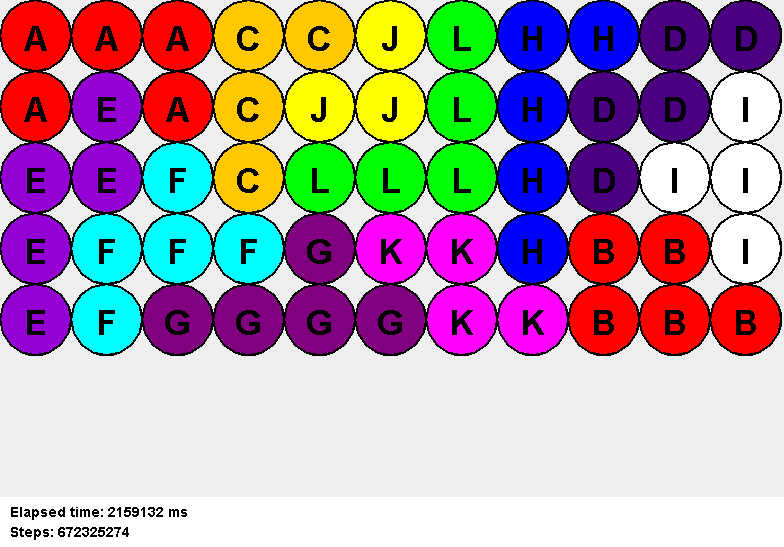 A A A C C J L H H D D
A E A C J J L H D D I
E E F C L L L H D I I
E F F F G K K H B B I
E F G G G G K K B B B
Elapsed time: 2159132 ms
Steps: 672325274